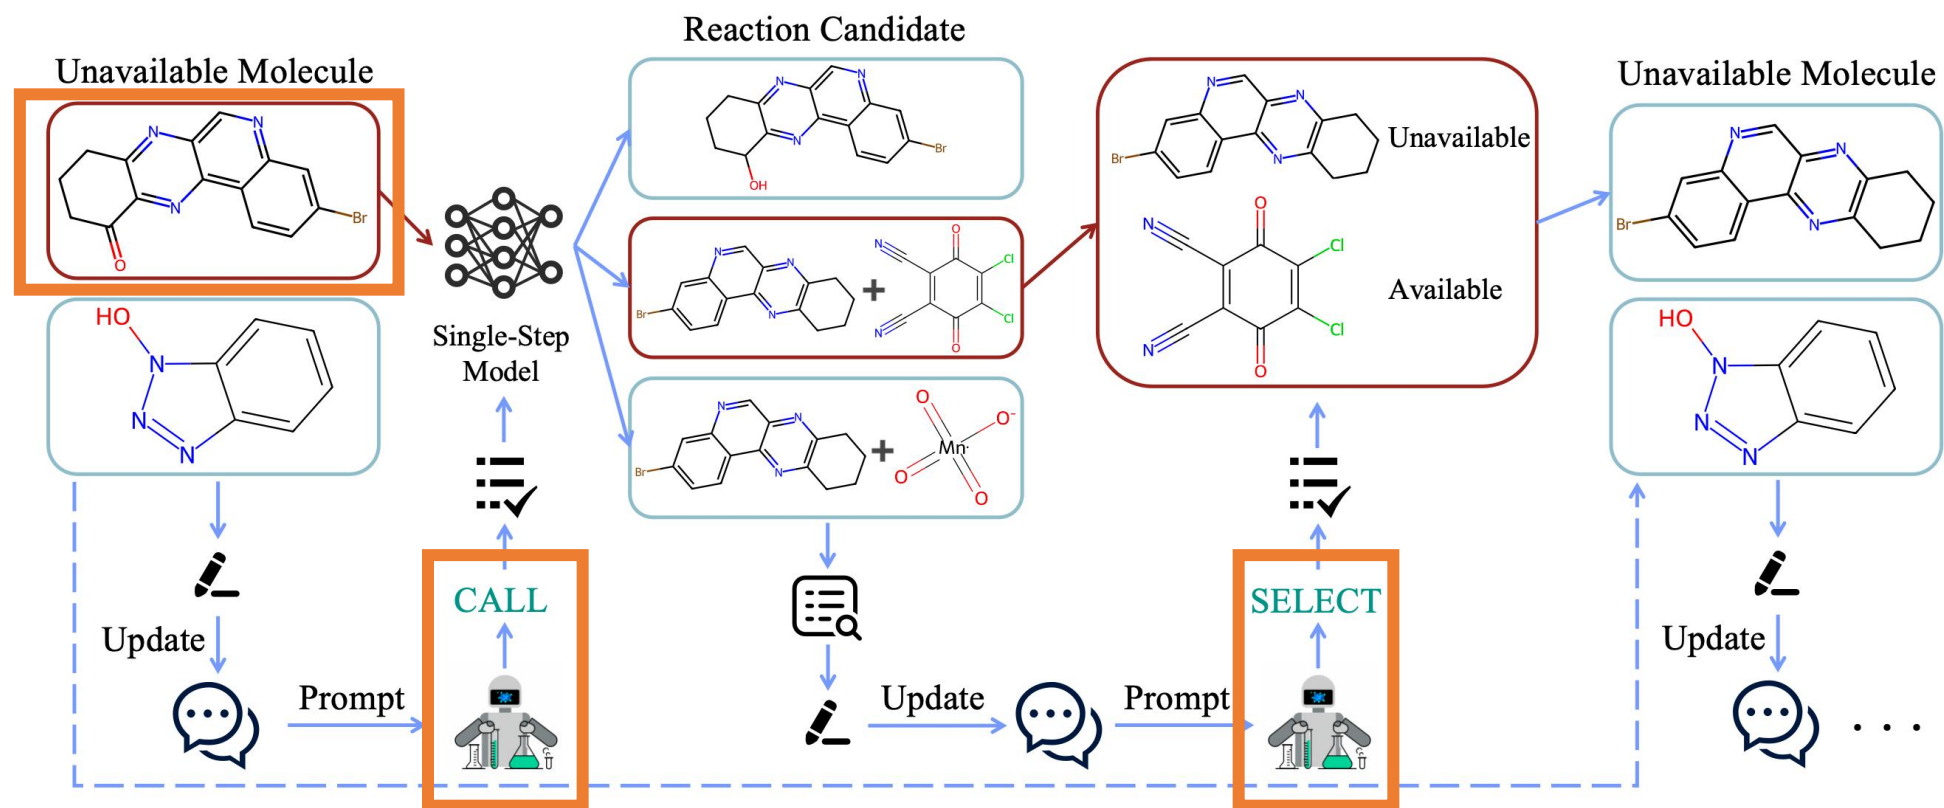 Reaction Candidate
Unavailable Molecule
Unavailable Molecule
N
N
N
Br
O
HO
N
N
N
Single-Step
Model
N
N
N
OH
Br
N
N
N
Br
+
N
N
O
O
Cl
Cl
N
N
N
Br
+
O
O⁻
Mn
O
O
N
N
N
Br
Unavailable
N
N
O
O
Cl
Cl
Available
N
N
N
Br
HO
N
N
N
Update
Prompt
CALL
Update
Prompt
SELECT
Update
. . .